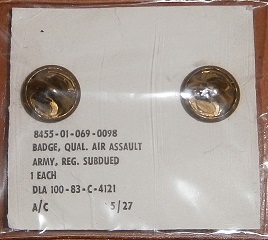 8455-01-069-0098
BADGE, QUAL. AIR ASSAULT
ARMY, REG. SUBDUED
1 EACH
DLA 100-83-C-4121
A/C 5/27